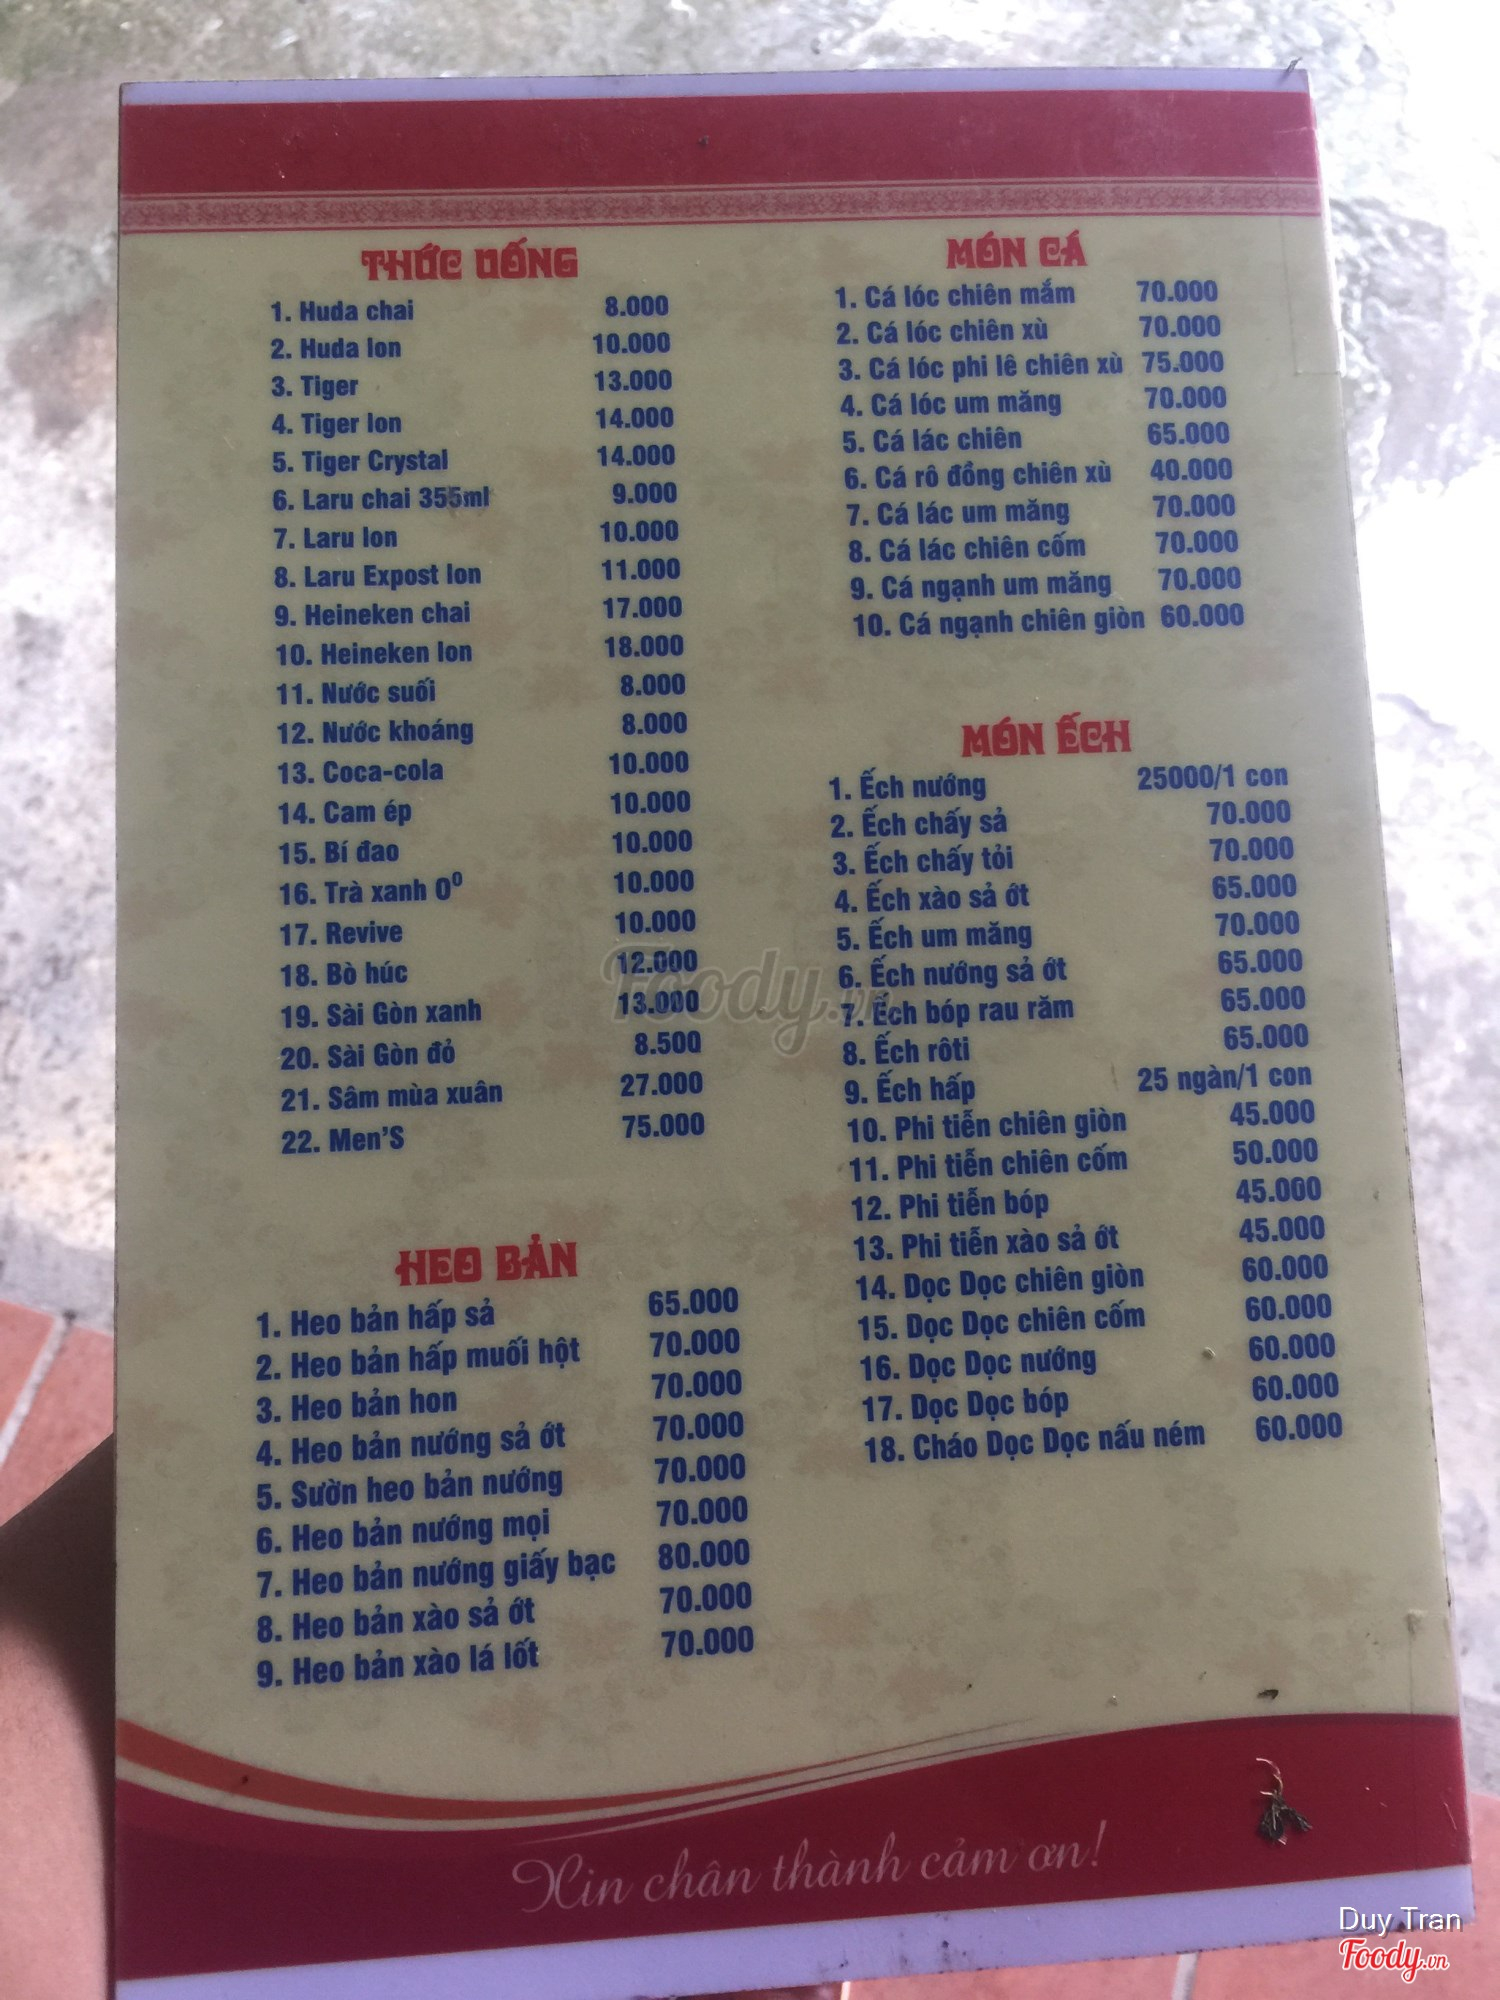 THỨC UỐNG
1. Huda chai 8.000
2. Huda lon 10.000
3. Tiger 13.000
4. Tiger lon 14.000
5. Tiger Crystal 14.000
6. Laru chai 355ml 9.000
7. Laru lon 10.000
8. Laru Expost lon 11.000
9. Heineken chai 17.000
10. Heineken lon 18.000
11. Nước suối 8.000
12. Nước khoáng 8.000
13. Coca-cola 10.000
14. Cam ép 10.000
15. Bí đao 10.000
16. Trà xanh 0⁰ 10.000
17. Revive 10.000
18. Bò húc 12.000
19. Sài Gòn xanh 13.000
20. Sài Gòn đỏ 8.500
21. Sâm mùa xuân 27.000
22. Men'S 75.000
HEO BẢN
1. Heo bản hấp sả 65.000
2. Heo bản hấp muối hột 70.000
3. Heo bản hon 70.000
4. Heo bản nướng sả ớt 70.000
5. Sườn heo bản nướng 70.000
6. Heo bản nướng mọi 70.000
7. Heo bản nướng giấy bạc 80.000
8. Heo bản xào sả ớt 70.000
9. Heo bản xào lá lốt 70.000
MÓN CÁ
1. Cá lóc chiên mắm 70.000
2. Cá lóc chiên xù 70.000
3. Cá lóc phi lê chiên xù 75.000
4. Cá lóc um măng 70.000
5. Cá lác chiên 65.000
6. Cá rô đồng chiên xù 40.000
7. Cá lác um măng 70.000
8. Cá lác chiên cốm 70.000
9. Cá ngạnh um măng 70.000
10. Cá ngạnh chiên giòn 60.000
MÓN ẾCH
1. Ếch nướng 25000/1 con
2. Ếch chấy sả 70.000
3. Ếch chấy tỏi 70.000
4. Ếch xào sả ớt 65.000
5. Ếch um măng 70.000
6. Ếch nướng sả ớt 65.000
7. Ếch bóp rau răm 65.000
8. Ếch rôti 65.000
9. Ếch hấp 25 ngàn/1 con
10. Phi tiễn chiên giòn 45.000
11. Phi tiễn chiên cốm 50.000
12. Phi tiễn bóp 45.000
13. Phi tiễn xào sả ớt 45.000
14. Dọc Dọc chiên giòn 60.000
15. Dọc Dọc chiên cốm 60.000
16. Dọc Dọc nướng 60.000
17. Dọc Dọc bóp 60.000
18. Cháo Dọc Dọc nấu ném 60.000
Foody.vn
Xin chân thành cảm ơn!
Duy Tran
Foody.vn